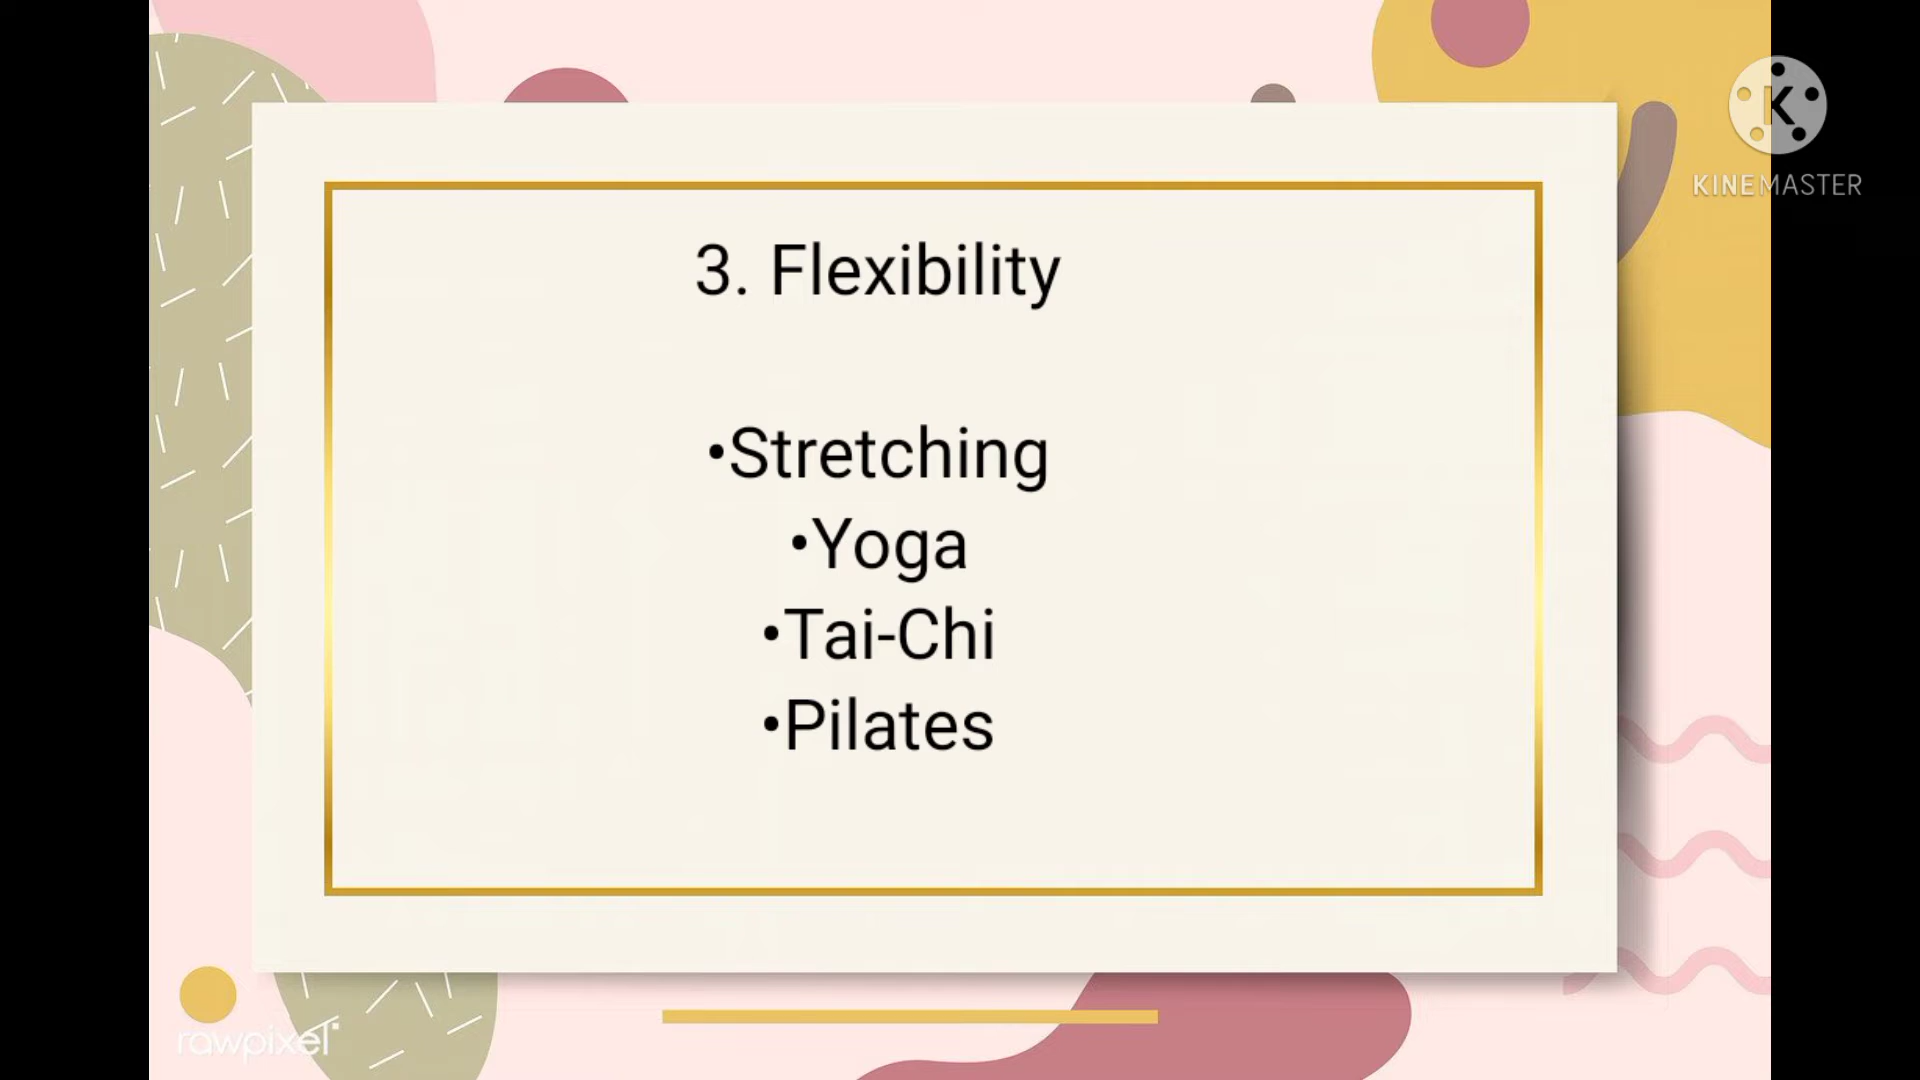 3. Flexibility
•Stretching
•Yoga
•Tai-Chi
•Pilates
K
KINEMASTER
rawpixel